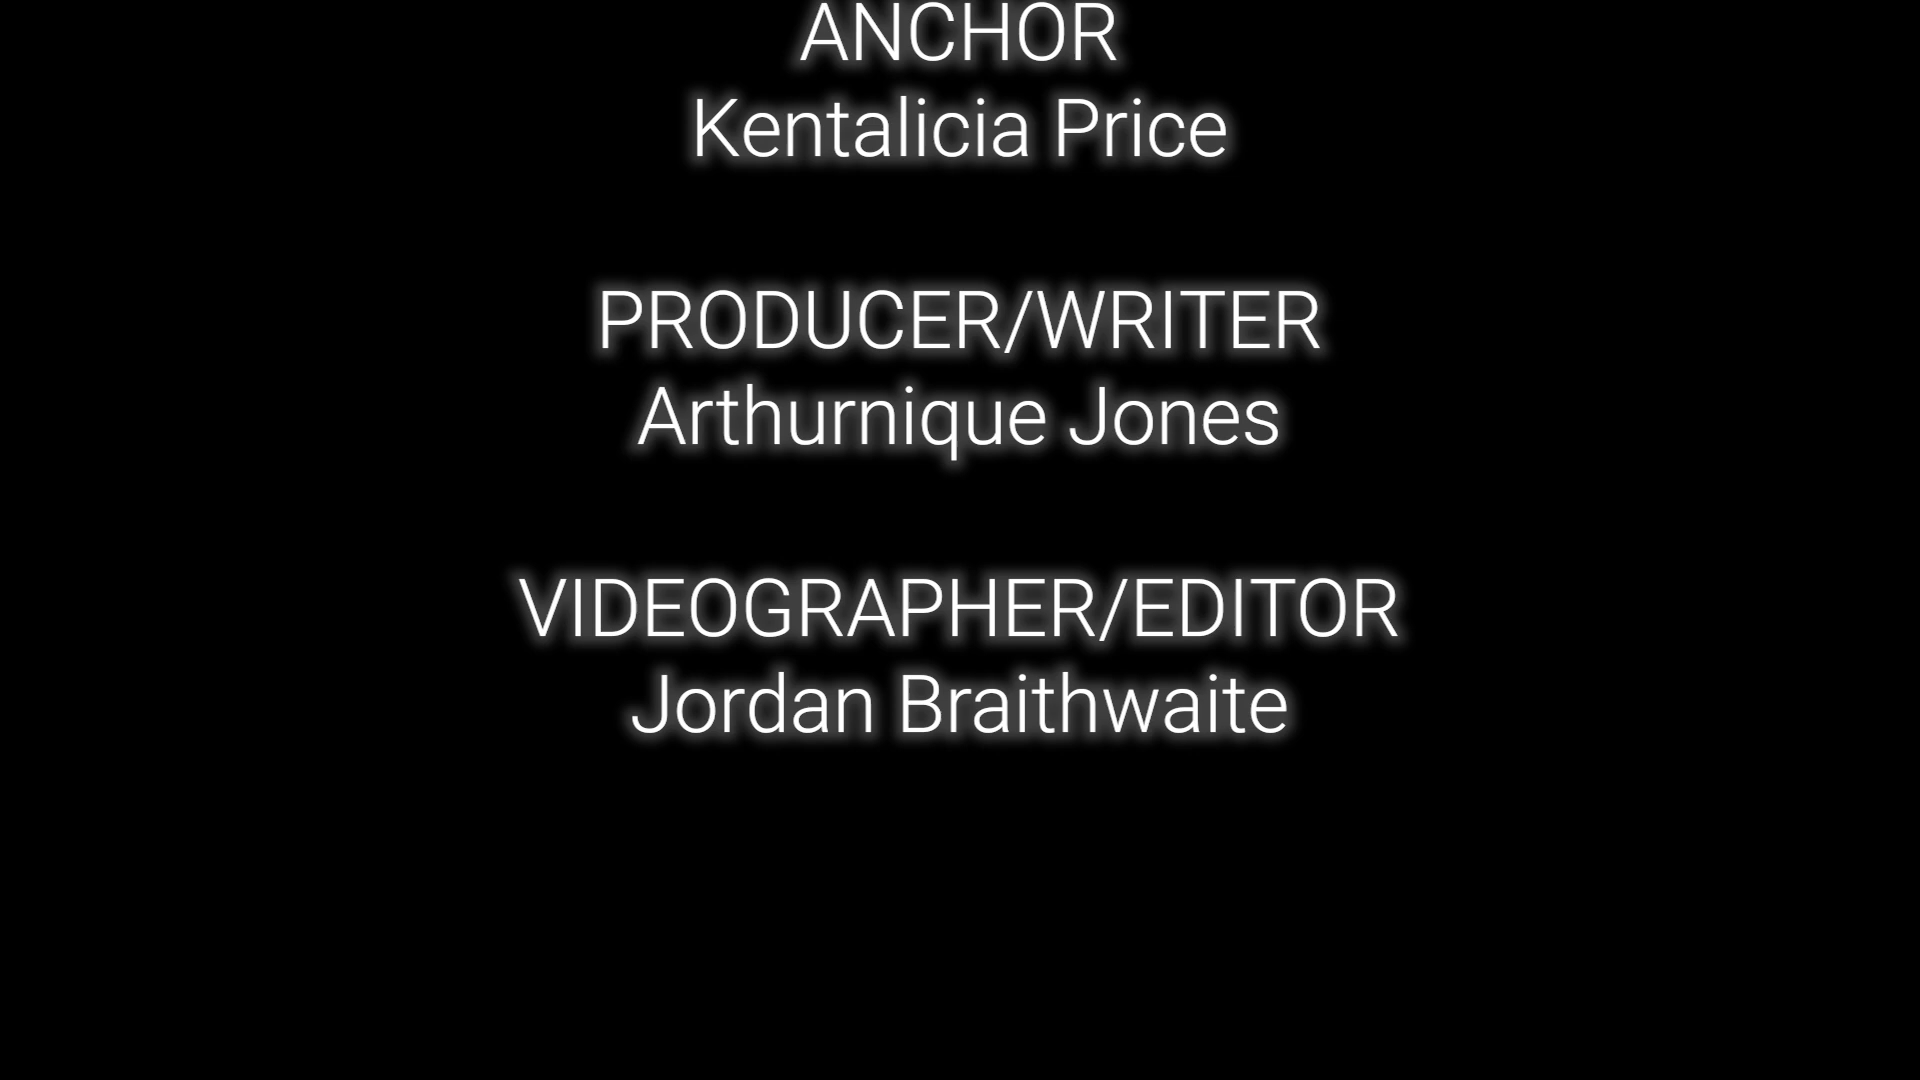 ANCHOR
Kentalicia Price
PRODUCER/WRITER
Arthurnique Jones
VIDEOGRAPHER/EDITOR
Jordan Braithwaite